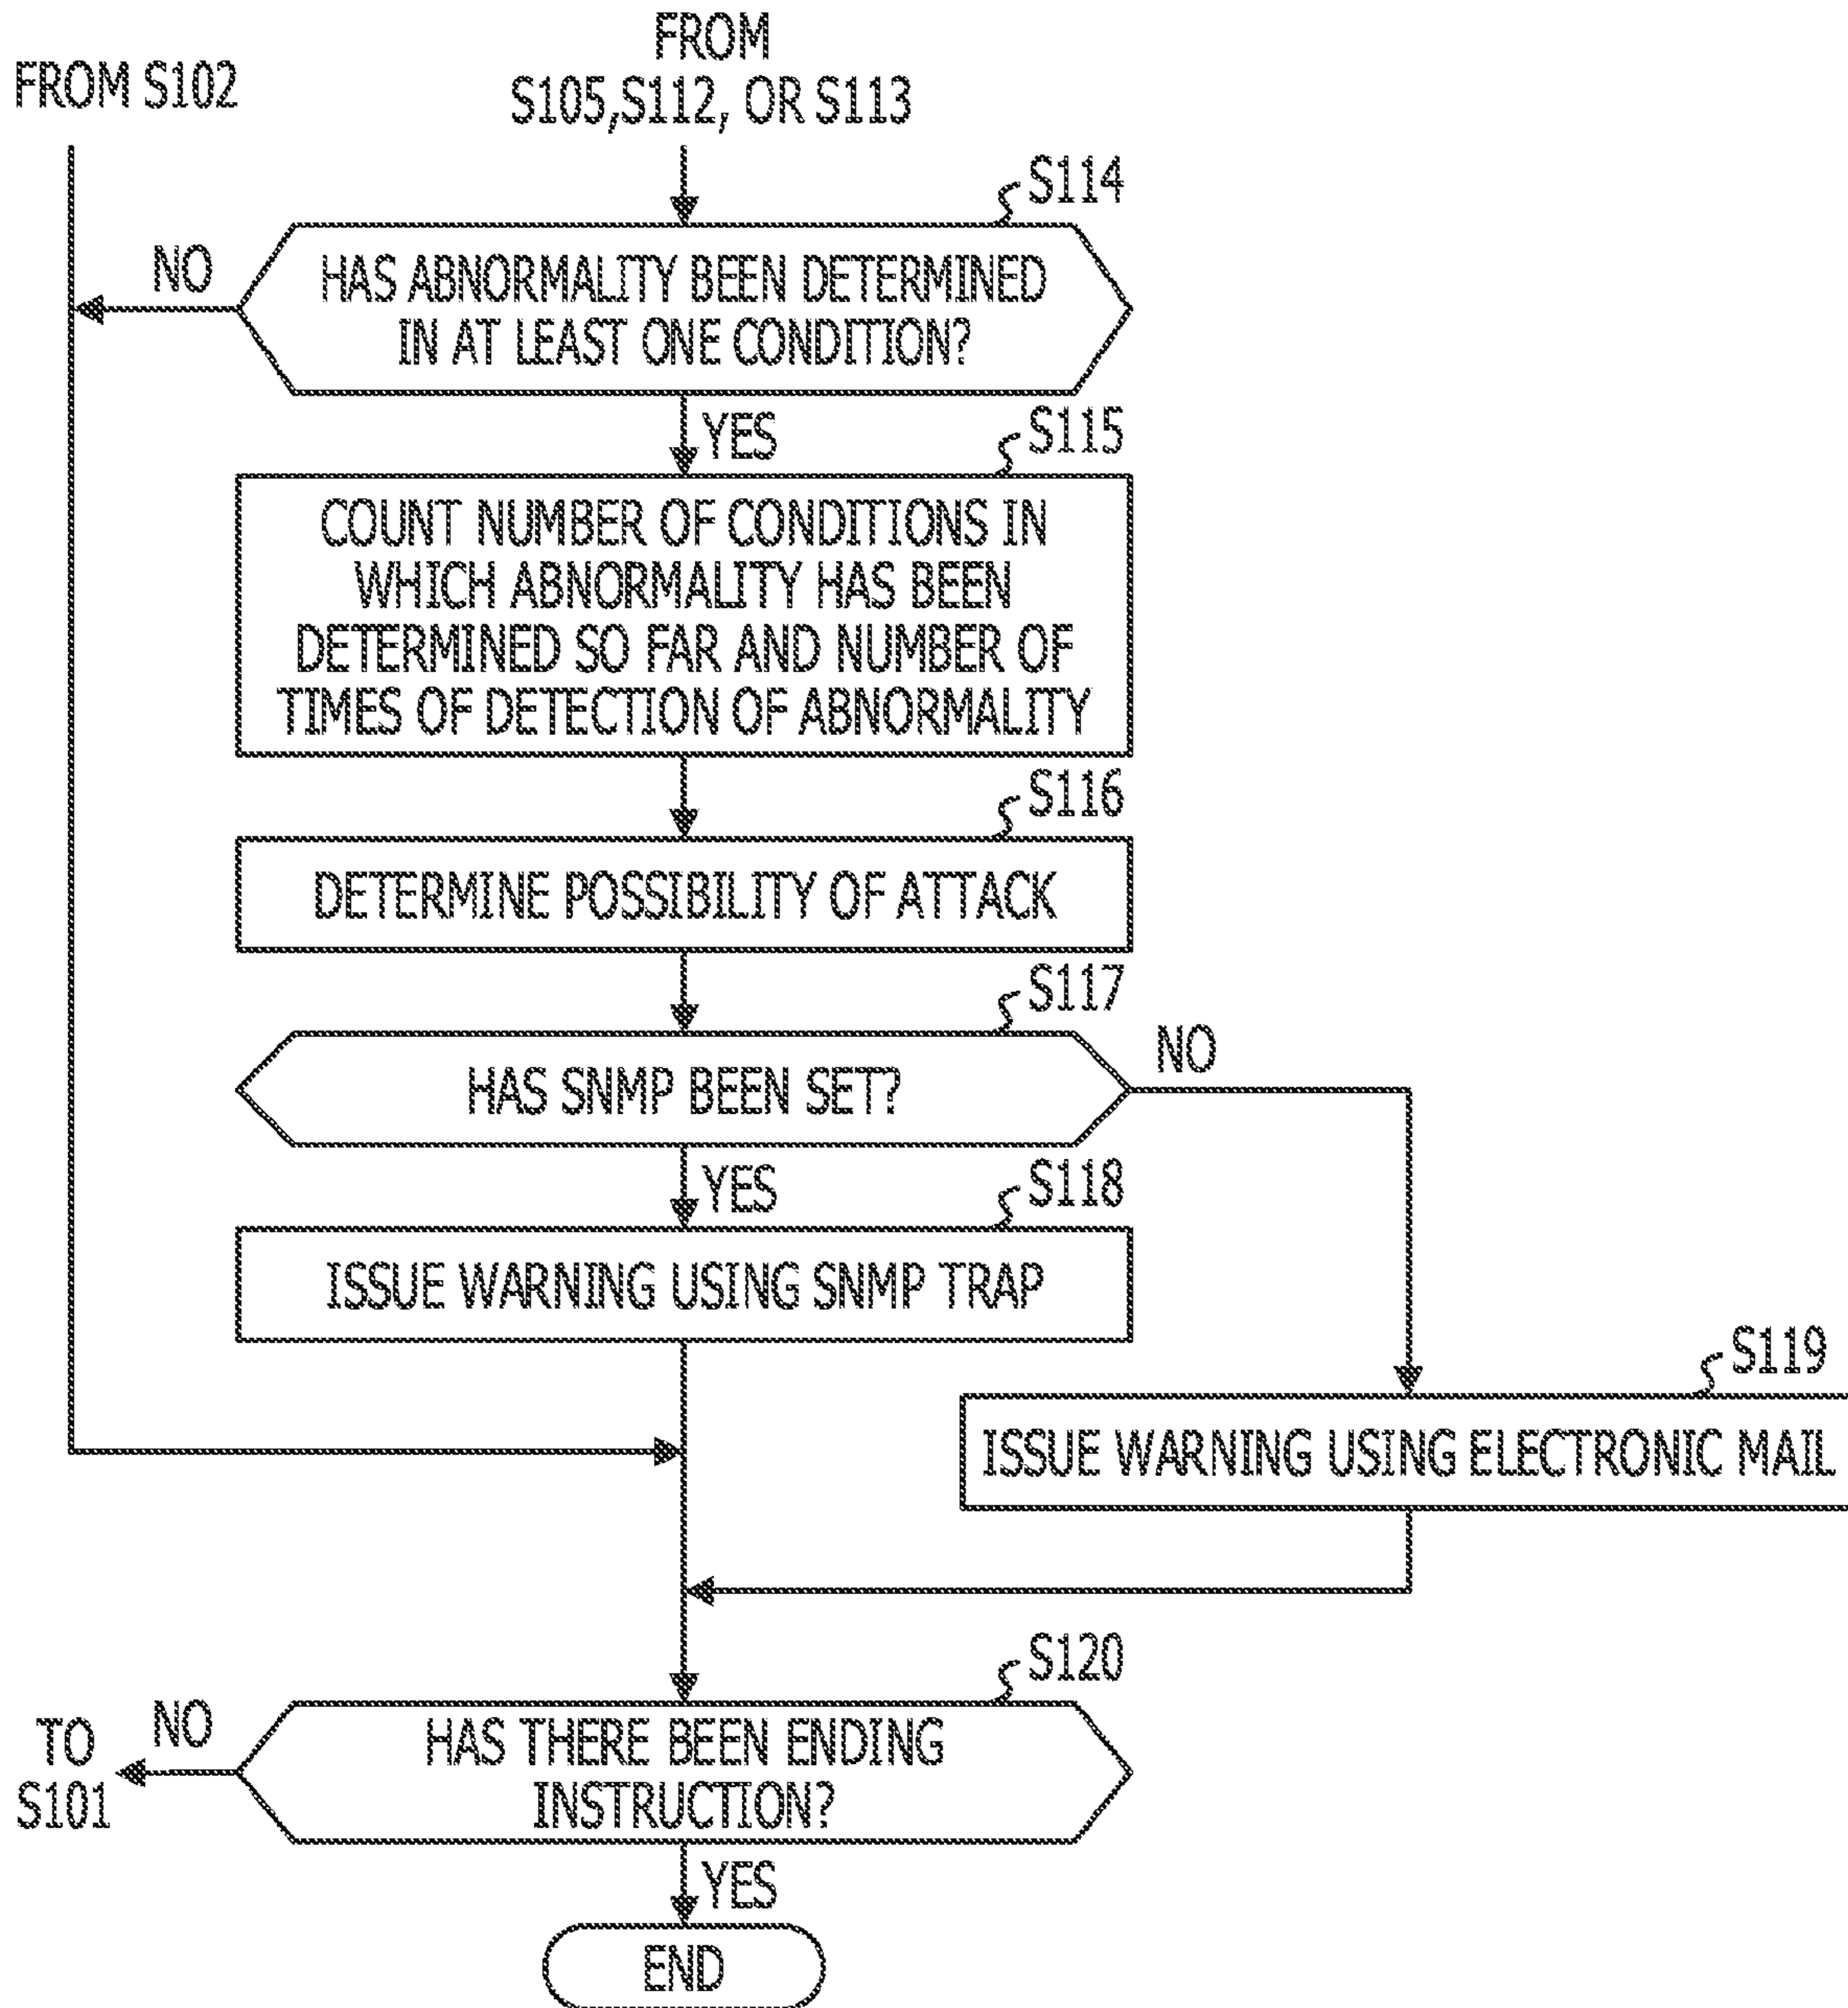 FROM S102
FROM
S105,S112, OR S113
S114
NO
HAS ABNORMALITY BEEN DETERMINED
IN AT LEAST ONE CONDITION?
YES
S115
COUNT NUMBER OF CONDITIONS IN
WHICH ABNORMALITY HAS BEEN
DETERMINED SO FAR AND NUMBER OF
TIMES OF DETECTION OF ABNORMALITY
S116
DETERMINE POSSIBILITY OF ATTACK
S117
HAS SNMP BEEN SET?
NO
YES
S118
ISSUE WARNING USING SNMP TRAP
S119
ISSUE WARNING USING ELECTRONIC MAIL
S120
TO
S101
NO
HAS THERE BEEN ENDING
INSTRUCTION?
YES
END